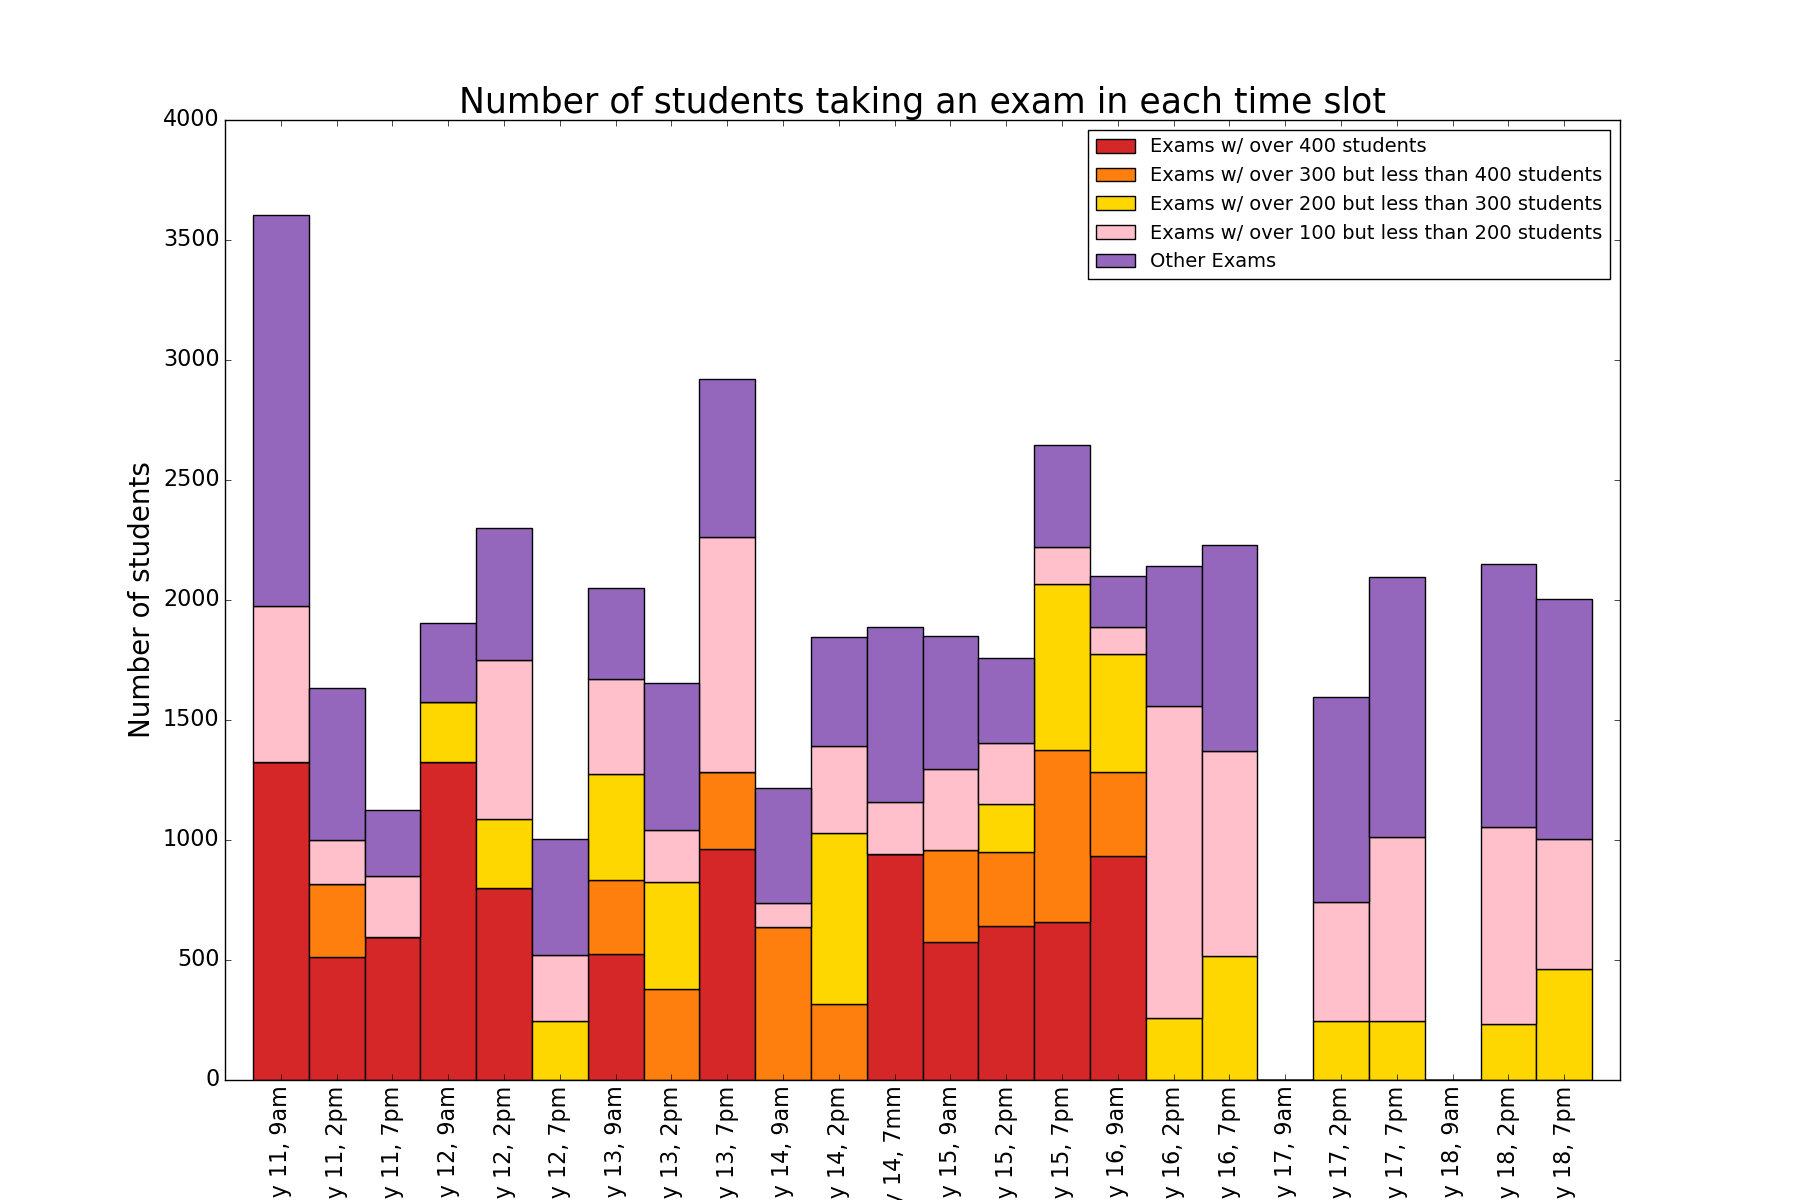 Number of students taking an exam in each time slot
4000
3500
3000
2500
2000
1500
1000
500
0
Number of students
Exams w/ over 400 students
Exams w/ over 300 but less than 400 students
Exams w/ over 200 but less than 300 students
Exams w/ over 100 but less than 200 students
Other Exams
y 11, 9am
y 11, 2pm
y 11, 7pm
y 12, 9am
y 12, 2pm
y 12, 7pm
y 13, 9am
y 13, 2pm
y 13, 7pm
y 14, 9am
y 14, 2pm
y 14, 7mm
y 15, 9am
y 15, 2pm
y 15, 7pm
y 16, 9am
y 16, 2pm
y 16, 7pm
y 17, 9am
y 17, 2pm
y 17, 7pm
y 18, 9am
y 18, 2pm
y 18, 7pm